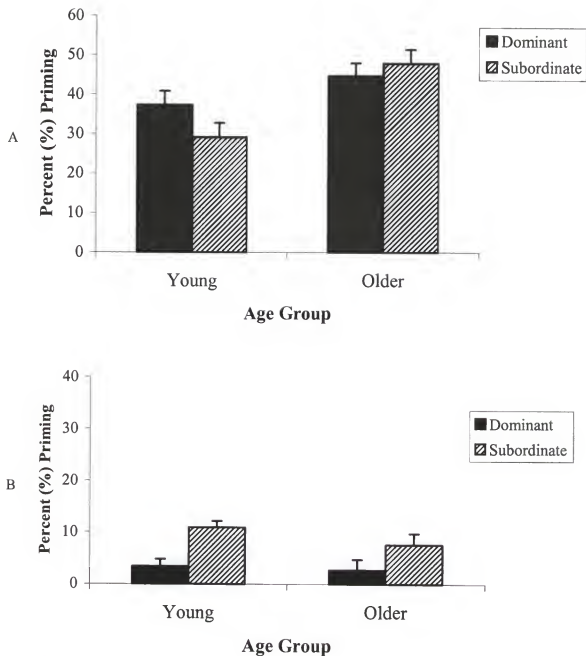 60
50
40
30
20
10
0
Percent (%) Priming
A
Dominant
Subordinate
Young Older
Age Group
40
30
20
10
0
Percent (%) Priming
B
Dominant
Subordinate
Young Older
Age Group